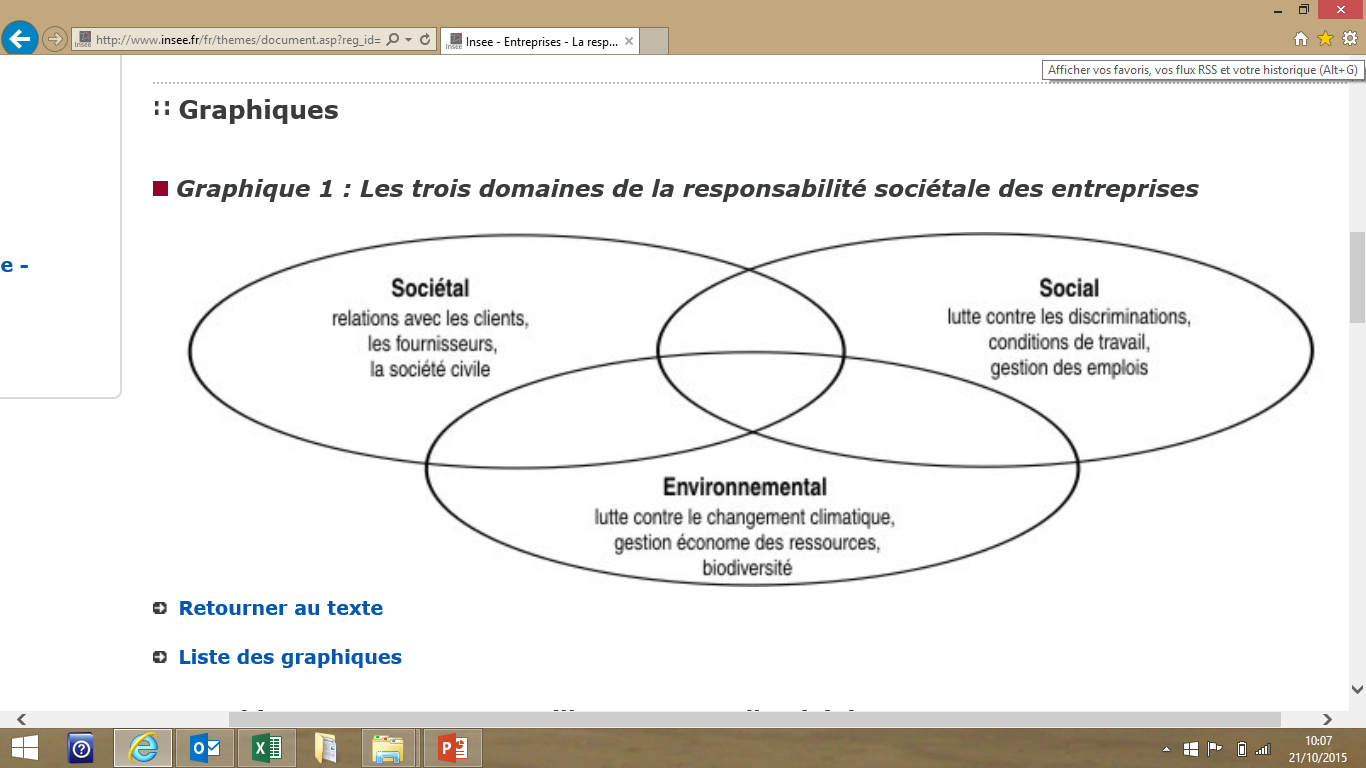 http://www.insee.fr/fr/themes/document.asp?reg_id=
Insee - Entreprises - La resp...
Afficher vos favoris, vos flux RSS et votre historique (Alt+G)
Graphiques
Graphique 1 : Les trois domaines de la responsabilité sociétale des entreprises
e -
Sociétal
relations avec les clients,
les fournisseurs,
la société civile
Social
lutte contre les discriminations,
conditions de travail,
gestion des emplois
Environnemental
lutte contre le changement climatique,
gestion économe des ressources,
biodiversité
Retourner au texte
Liste des graphiques
10:07
21/10/2015